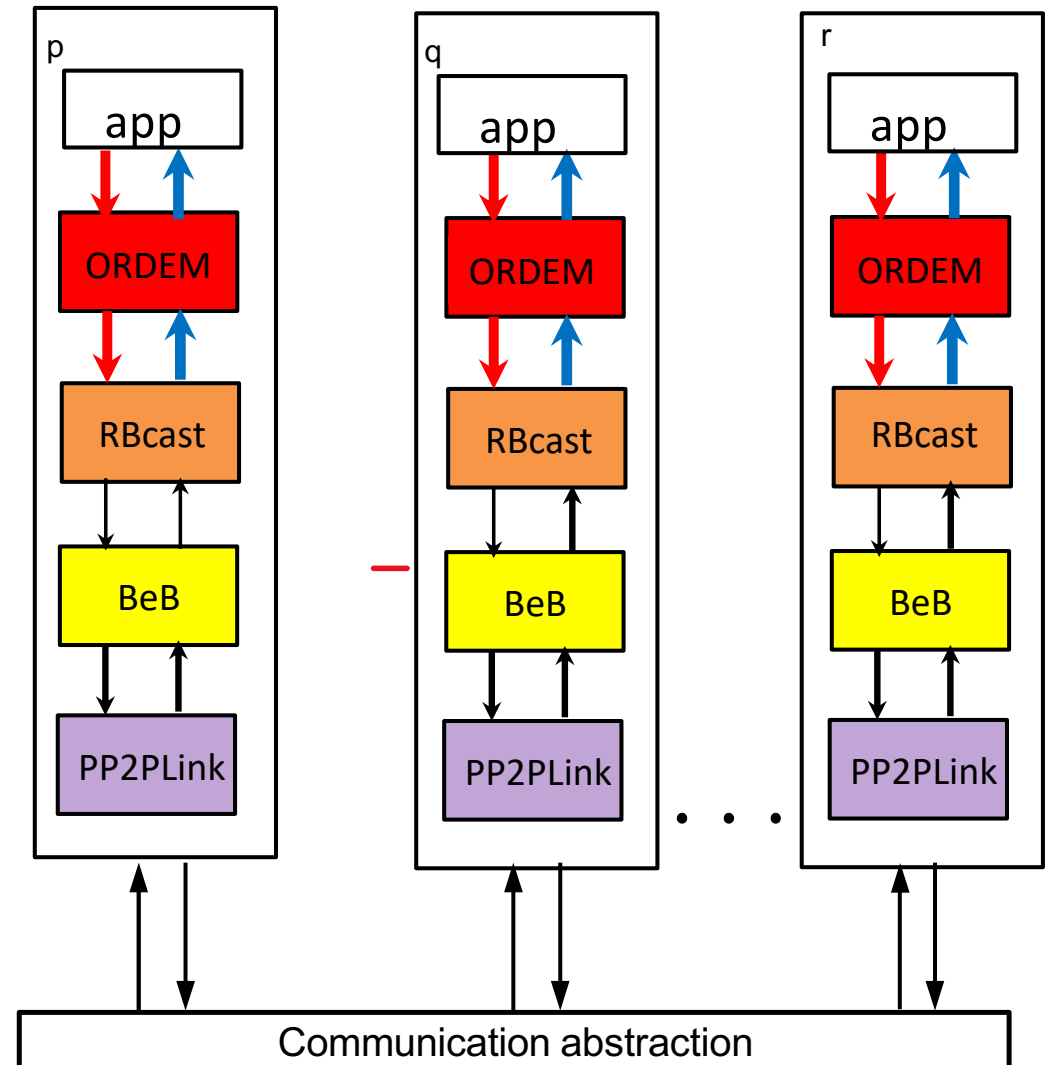 p
app
ORDEM
RBcast
BeB
PP2PLink
q
app
ORDEM
RBcast
BeB
PP2PLink
. . .
r
app
ORDEM
RBcast
BeB
PP2PLink
Communication abstraction